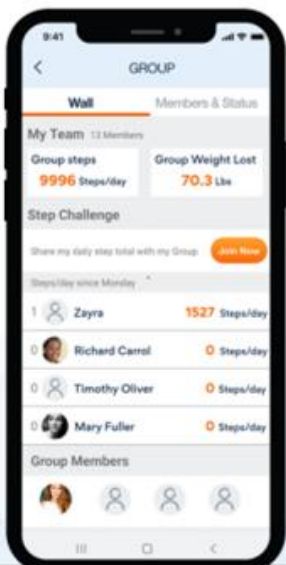 9:41
GROUP
Wall Members & Status
My Team 13 Members
Group steps Group Weight Lost
9996 Steps/day 70.3 Lbs
Step Challenge
Share my daily step total with my Group Join Now
Steps/day since Monday
1 Zayra 1527 Steps/day
0 Richard Carrol 0 Steps/day
0 Timothy Oliver 0 Steps/day
0 Mary Fuller 0 Steps/day
Group Members